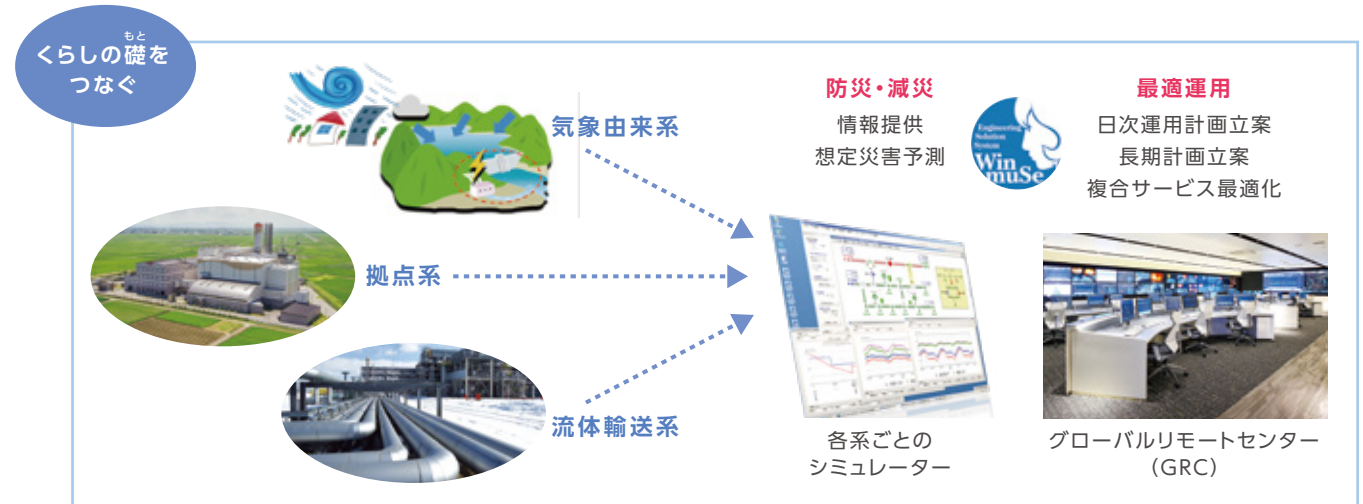 くらしの礎を
もと
つなぐ
気象由来系
拠点系
流体輸送系
防災・減災
情報提供
想定災害予測
Engineering
Solution
System
Win
muSe
最適運用
日次運用計画立案
長期計画立案
複合サービス最適化
各系ごとの
シミュレーター
グローバルリモートセンター
（GRC）